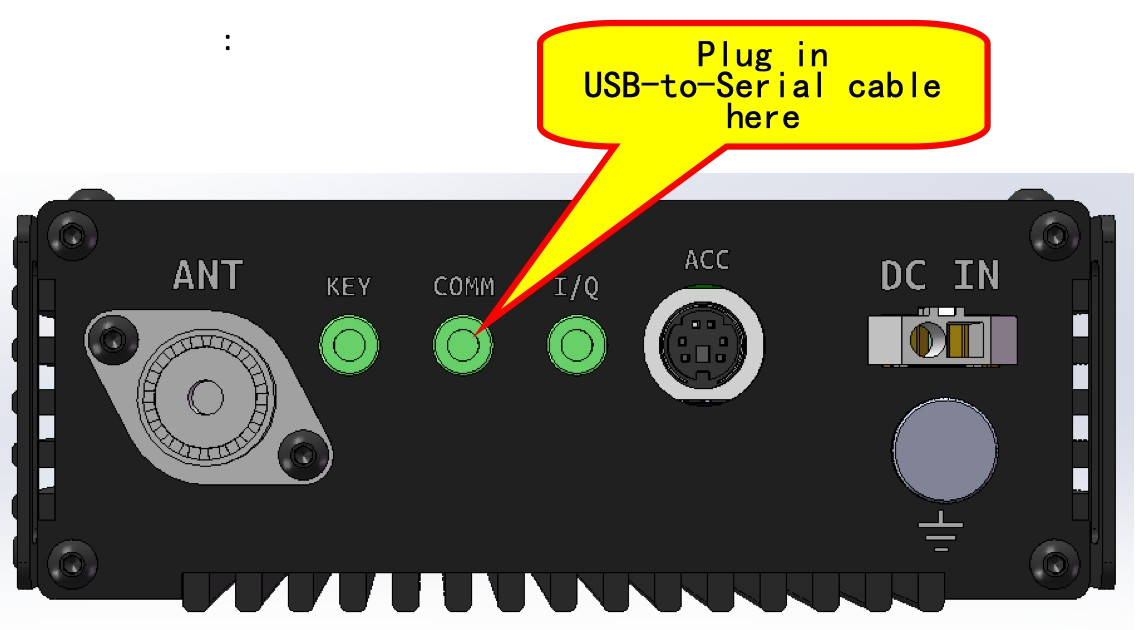 :
Plug in
USB-to-Serial cable
here
ANT
KEY
COMM
I/Q
ACC
DC IN